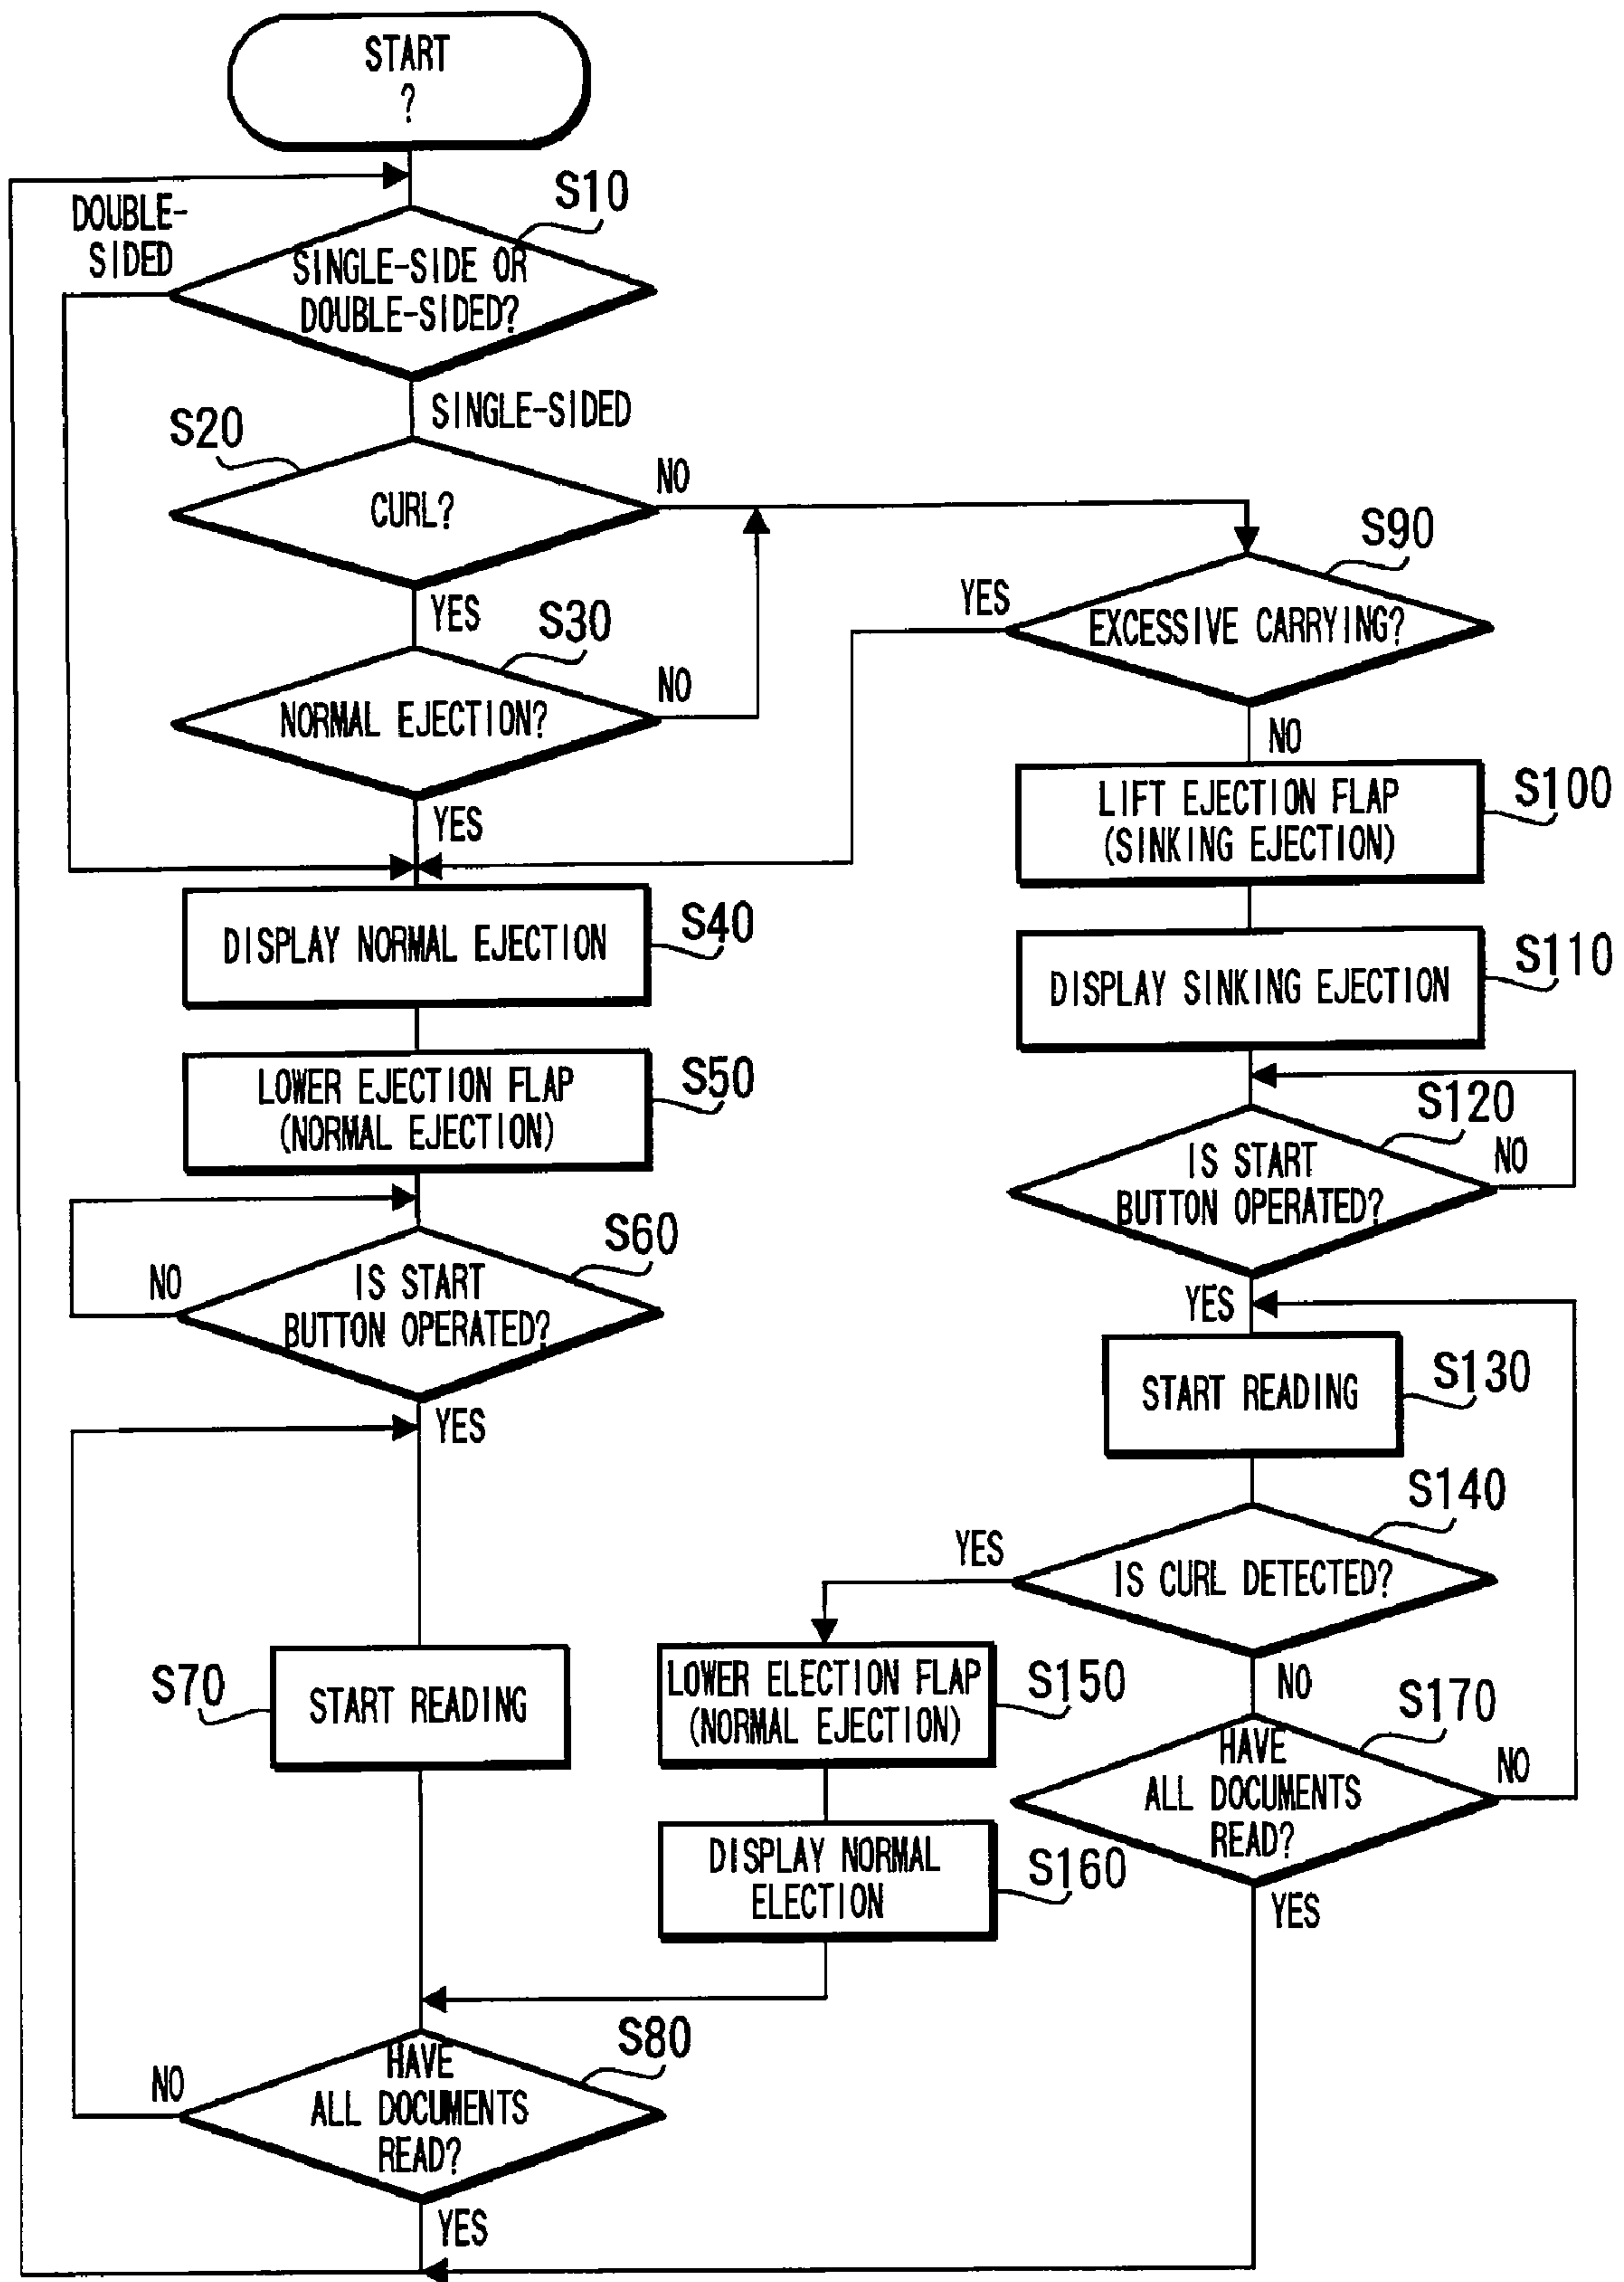 START
?
DOUBLE-
SIDED
S10
SINGLE-SIDE OR
DOUBLE-SIDED?
SINGLE-SIDED
S20
CURL?
NO
YES
S30
NORMAL EJECTION?
NO
YES
S40
DISPLAY NORMAL EJECTION
S50
LOWER EJECTION FLAP
(NORMAL EJECTION)
S60
NO
IS START
BUTTON OPERATED?
YES
S70
START READING
S80
NO
HAVE
ALL DOCUMENTS
READ?
YES
S90
YES
EXCESSIVE CARRYING?
NO
LIFT EJECTION FLAP
(SINKING EJECTION)
S100
DISPLAY SINKING EJECTION
S110
S120
IS START
BUTTON OPERATED?
NO
YES
START READING
S130
S140
YES
IS CURL DETECTED?
NO
LOWER ELECTION FLAP
(NORMAL EJECTION)
S150
DISPLAY NORMAL
ELECTION
S160
S170
HAVE
ALL DOCUMENTS
READ?
NO
YES